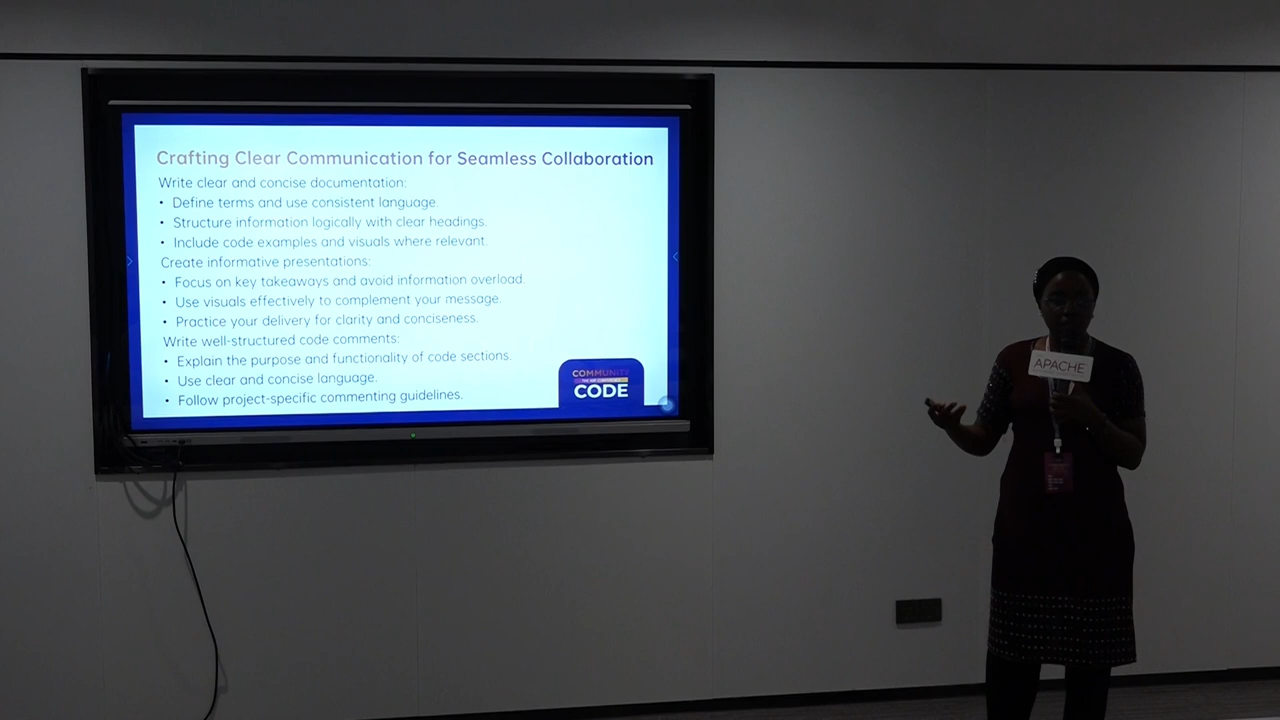 Crafting Clear Communication for Seamless Collaboration
Write clear and concise documentation:
• Define terms and use consistent language.
• Structure information logically with clear headings.
• Include code examples and visuals where relevant.
Create informative presentations:
• Focus on key takeaways and avoid information overload.
• Use visuals effectively to complement your message.
• Practice your delivery for clarity and conciseness.
Write well-structured code comments:
• Explain the purpose and functionality of code sections.
• Use clear and concise language.
• Follow project-specific commenting guidelines.
COMMUNITY
THE ASF CONFERENCE
CODE
APACHE